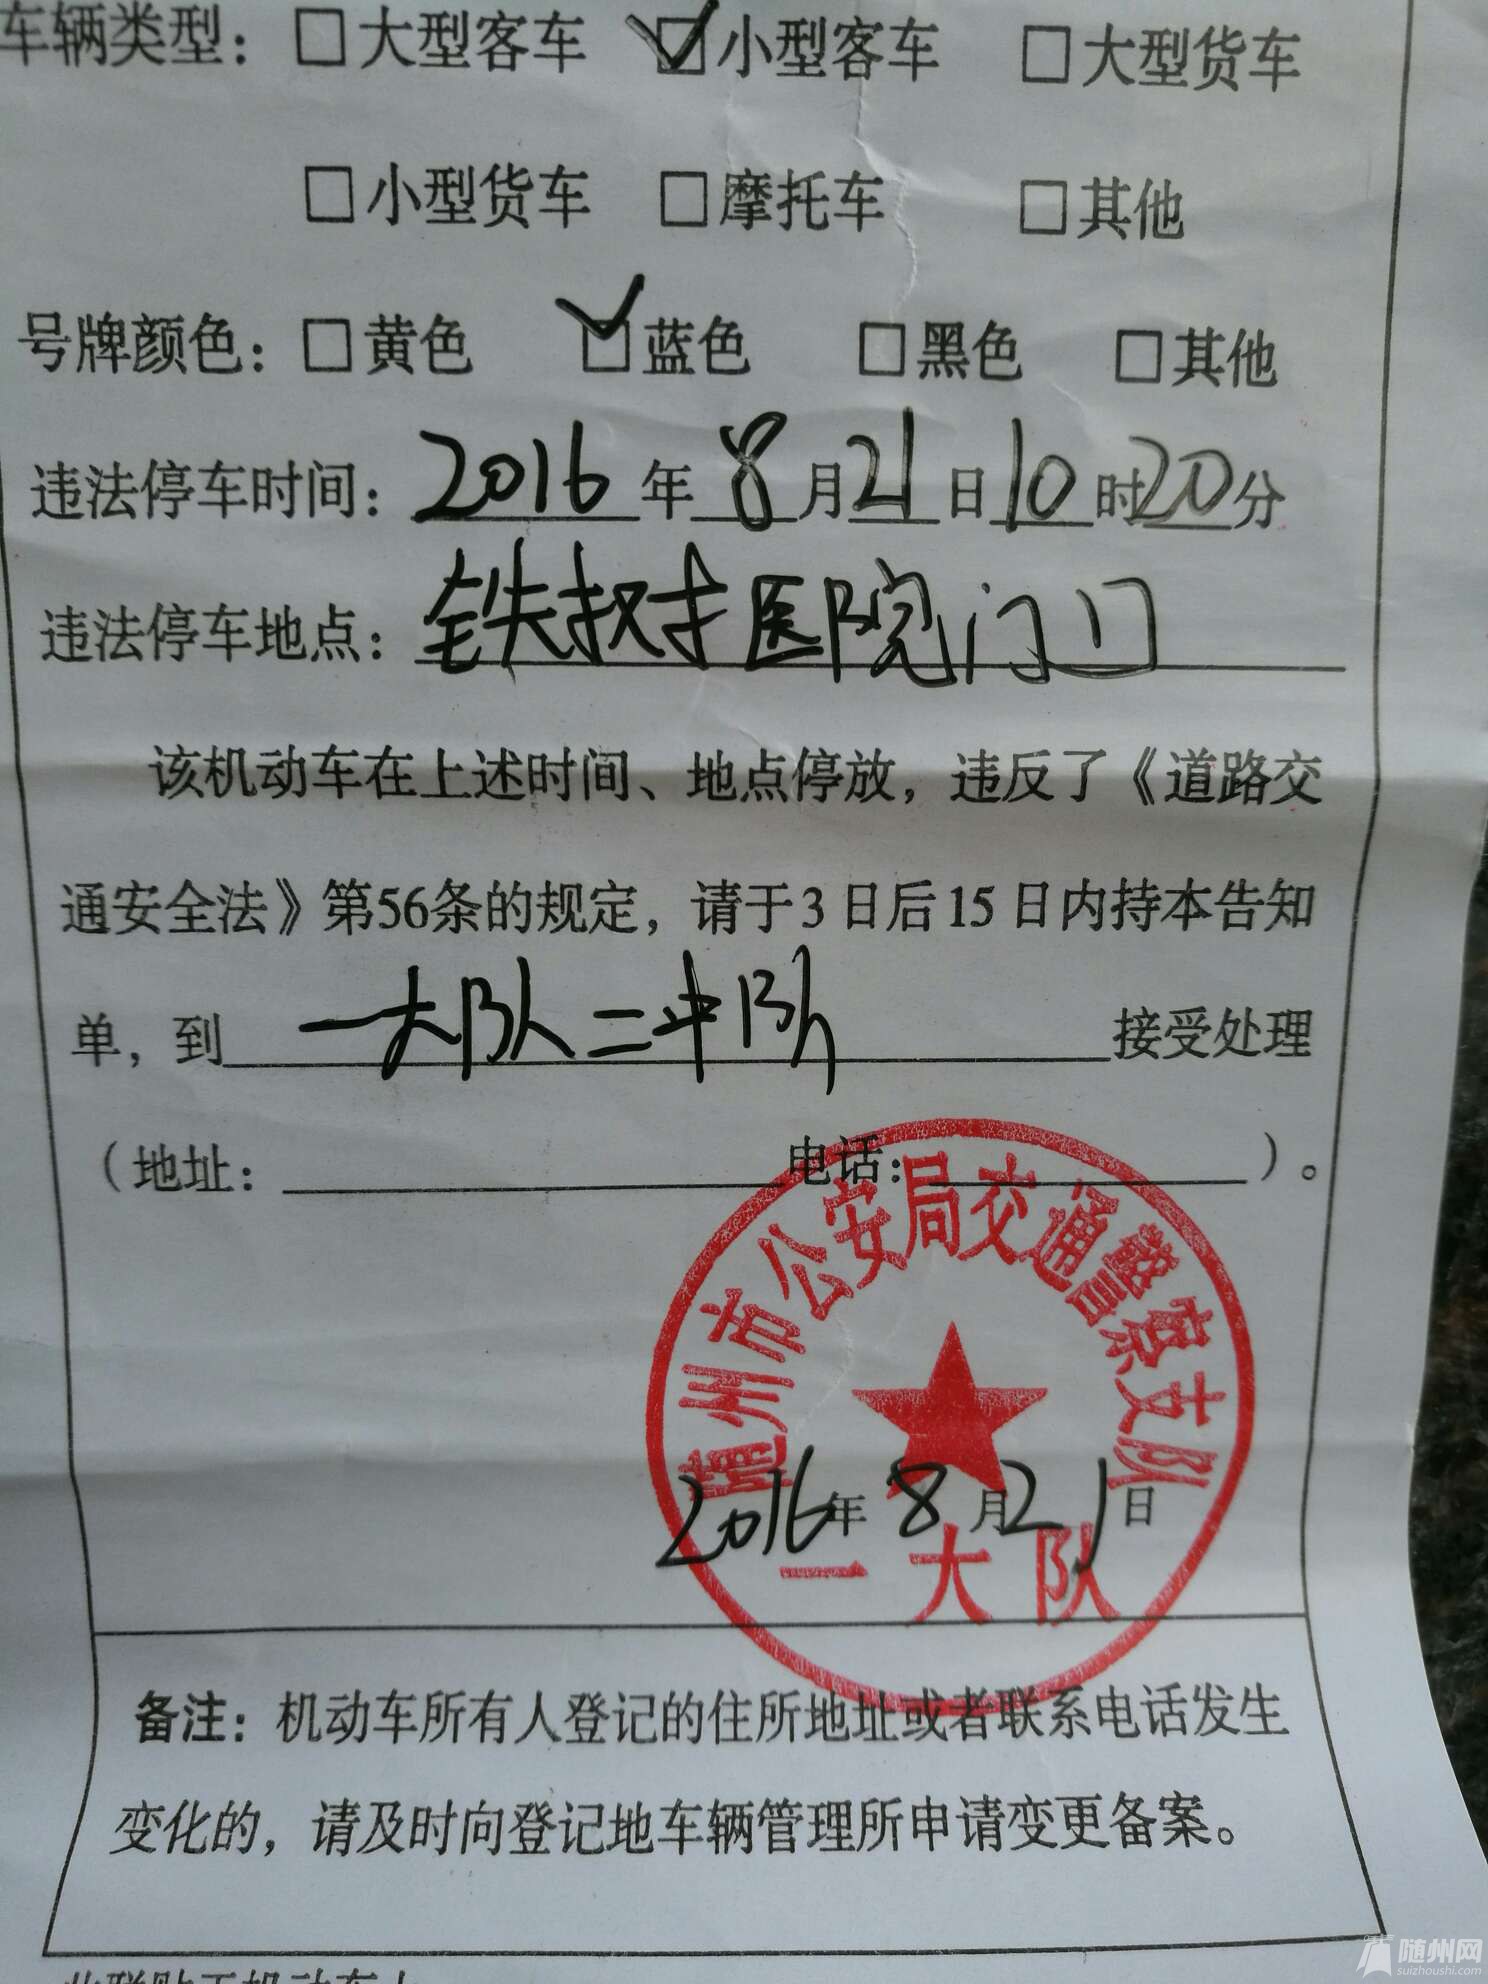 车辆类型：□大型客车 ☑小型客车 □大型货车
□小型货车 □摩托车 □其他
号牌颜色：□黄色 ☑蓝色 □黑色 □其他
违法停车时间：2016年8月21日10时20分
违法停车地点：铁树医院门口
该机动车在上述时间、地点停放，违反了《道路交
通安全法》第56条的规定，请于3日后15日内持本告知
单，到一大队二中队接受处理
（地址：电话：）。
随州市公安局交通警察支队
2016年8月21日
一大队
备注：机动车所有人登记的住所地址或者联系电话发生
变化的，请及时向登记地车辆管理所申请变更备案。
此联贴于机动车上
随州网
suizhoushi.com